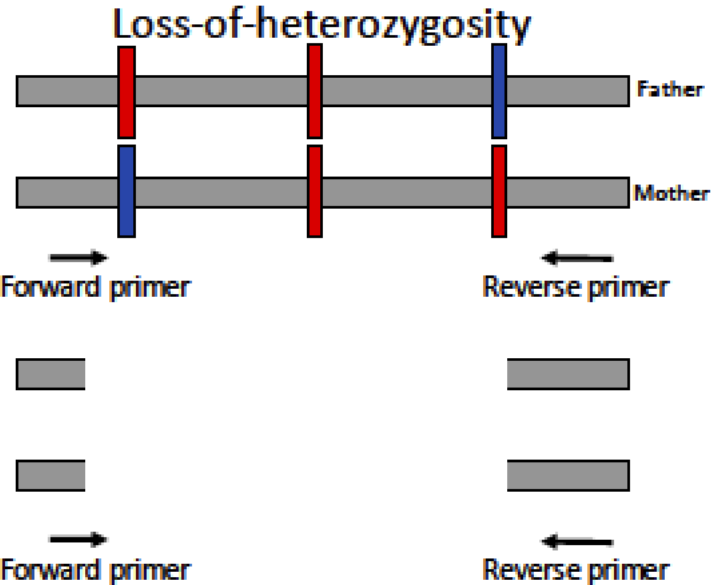 Loss-of-heterozygosity
Father
Mother
Forward primer
Reverse primer
Forward primer
Reverse primer